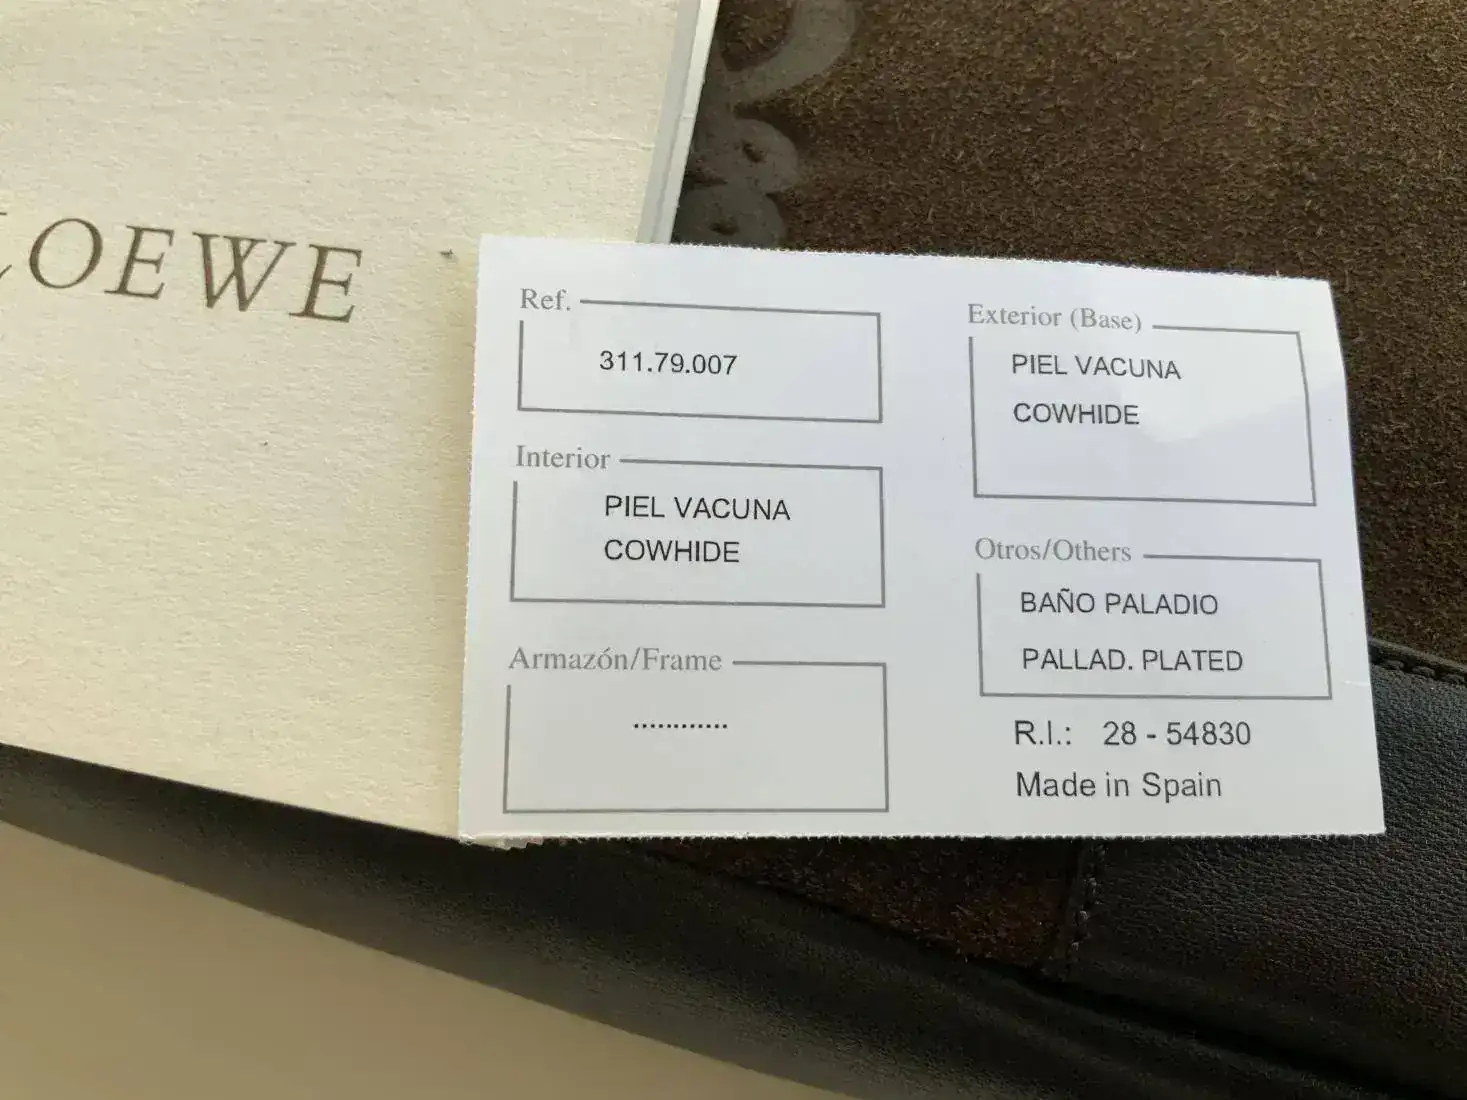 LOEWE
Ref.
311.79.007
Interior
PIEL VACUNA
COWHIDE
Armazón/Frame
............
Exterior (Base)
PIEL VACUNA
COWHIDE
Otros/Others
BAÑO PALADIO
PALLAD. PLATED
R.I.: 28 - 54830
Made in Spain